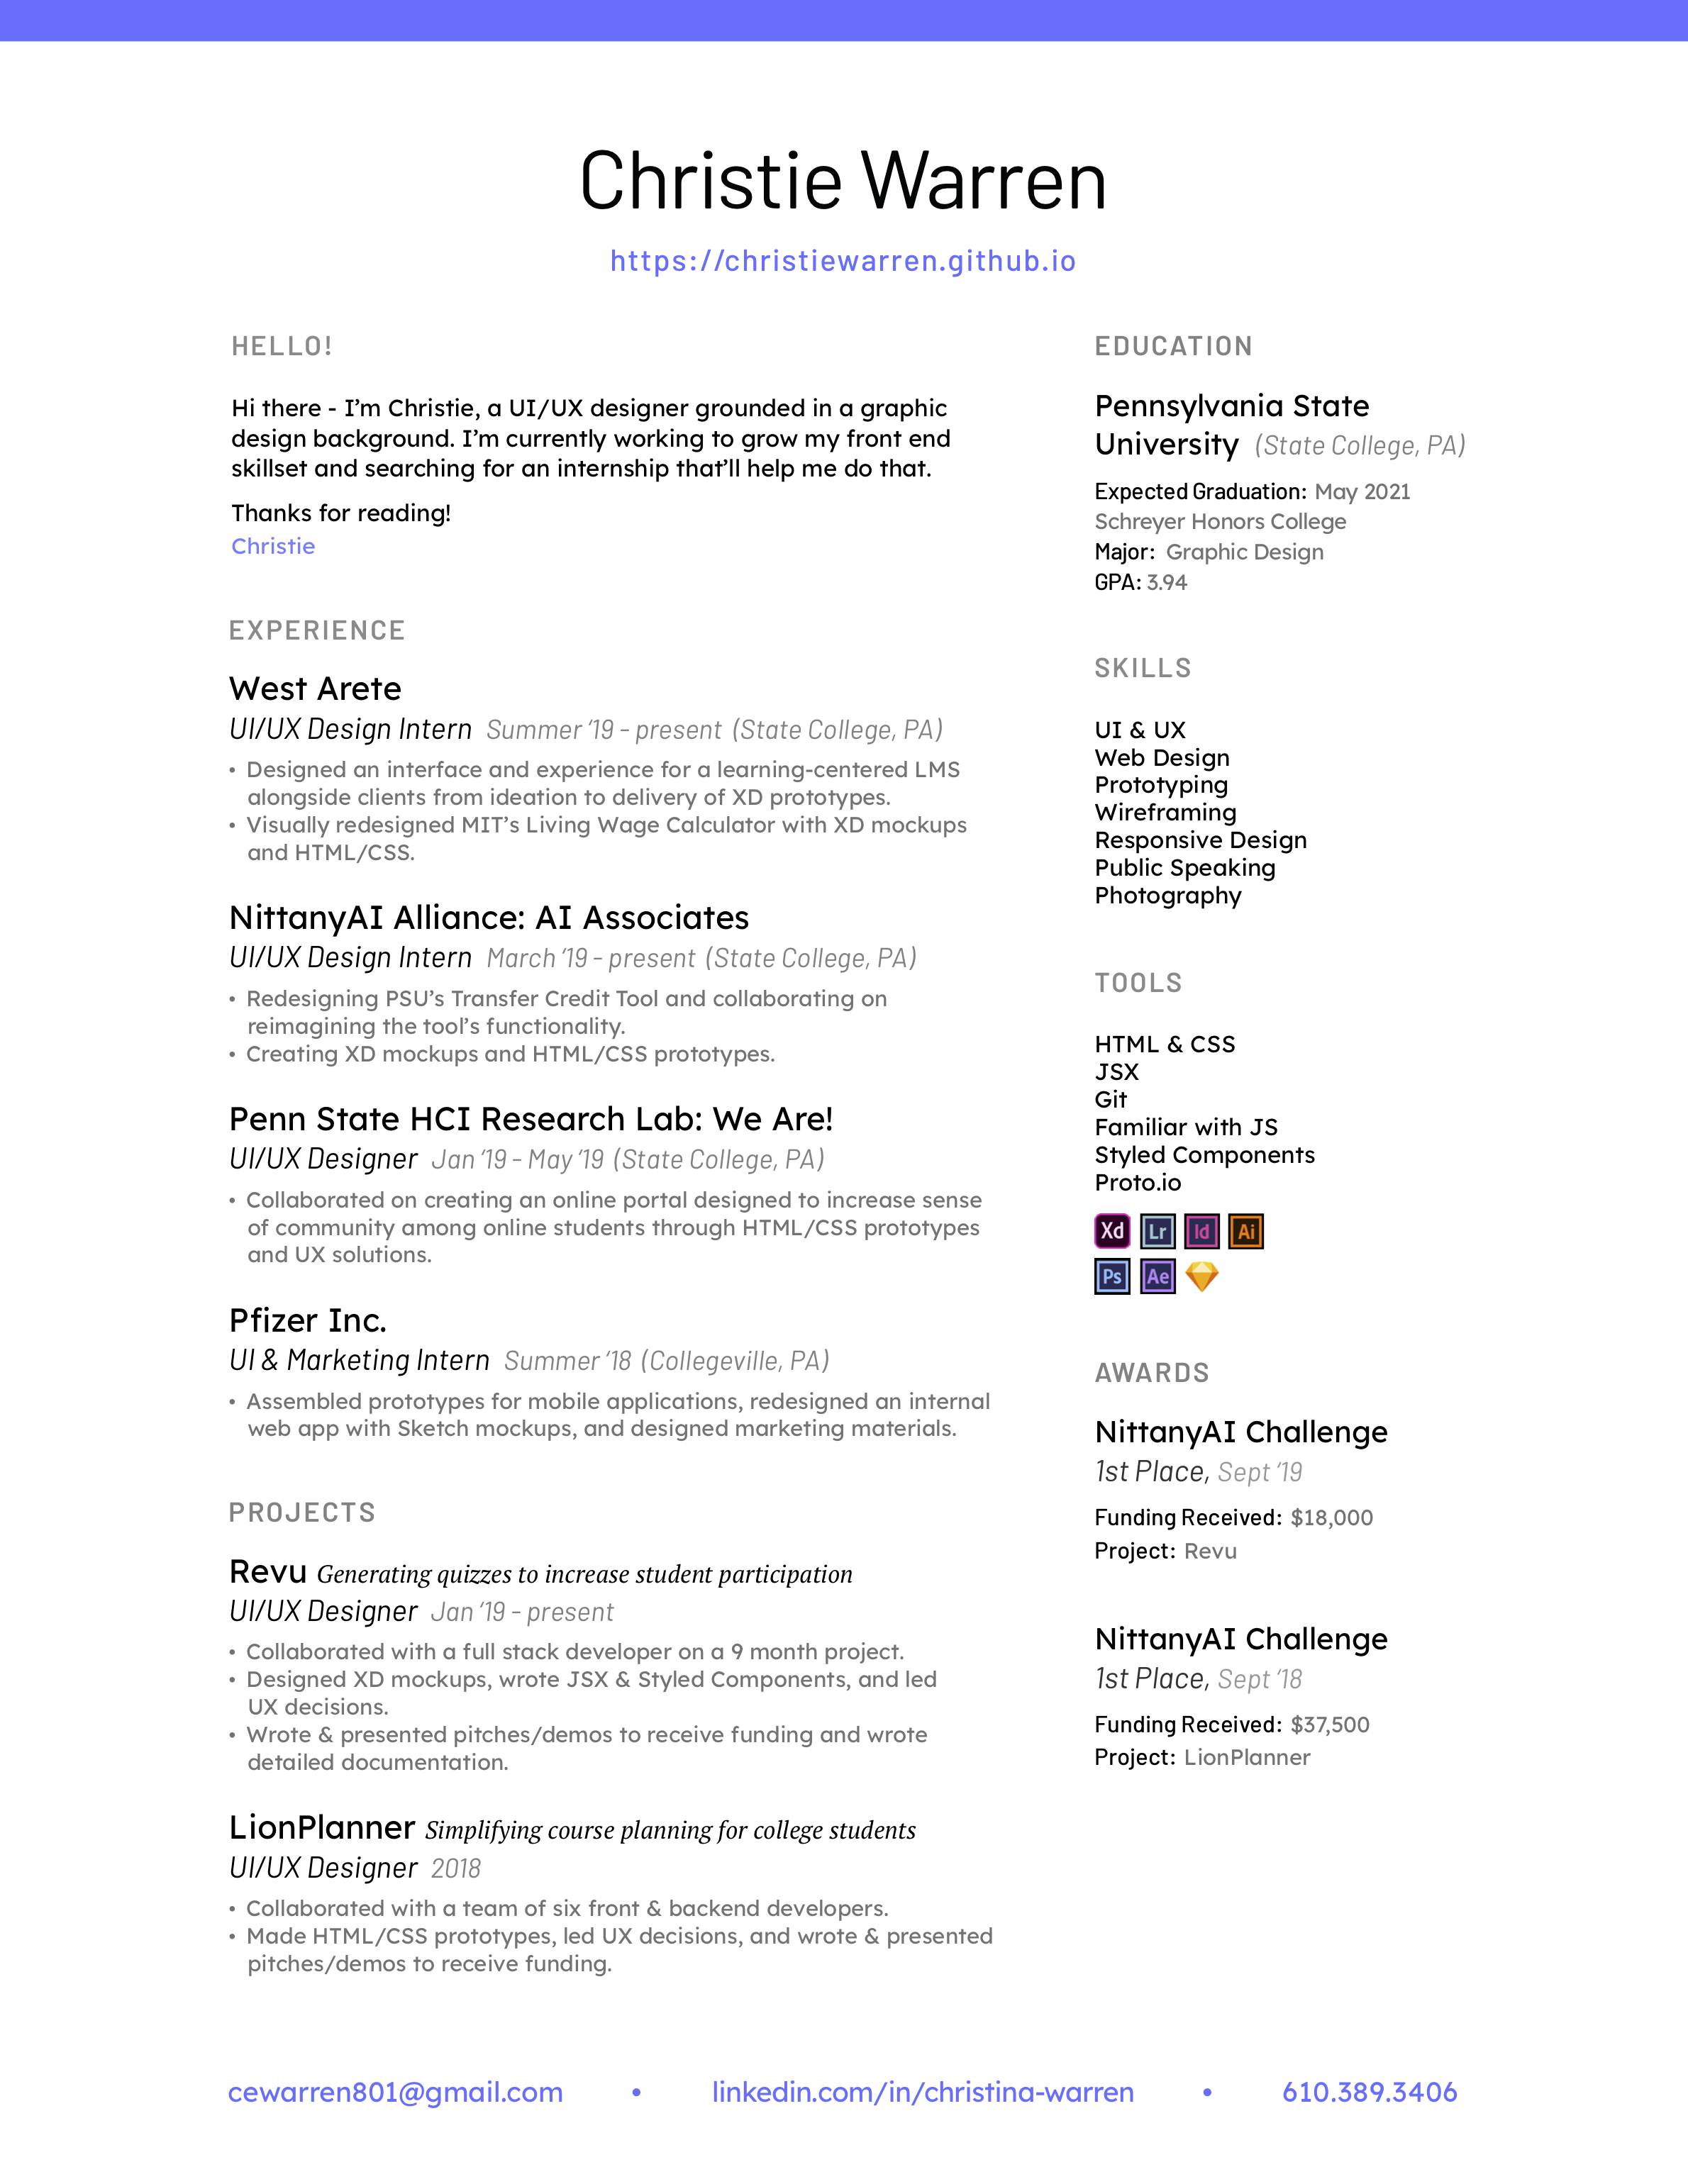 Christie Warren
https://christiewarren.github.io
HELLO!
Hi there - I’m Christie, a UI/UX designer grounded in a graphic
design background. I’m currently working to grow my front end
skillset and searching for an internship that’ll help me do that.
Thanks for reading!
Christie
EXPERIENCE
West Arete
UI/UX Design Intern Summer ‘19 - present (State College, PA)
• Designed an interface and experience for a learning-centered LMS
alongside clients from ideation to delivery of XD prototypes.
• Visually redesigned MIT’s Living Wage Calculator with XD mockups
and HTML/CSS.
NittanyAI Alliance: AI Associates
UI/UX Design Intern March ‘19 - present (State College, PA)
• Redesigning PSU’s Transfer Credit Tool and collaborating on
reimagining the tool’s functionality.
• Creating XD mockups and HTML/CSS prototypes.
Penn State HCI Research Lab: We Are!
UI/UX Designer Jan ‘19 - May ‘19 (State College, PA)
• Collaborated on creating an online portal designed to increase sense
of community among online students through HTML/CSS prototypes
and UX solutions.
Pfizer Inc.
UI & Marketing Intern Summer ‘18 (Collegeville, PA)
• Assembled prototypes for mobile applications, redesigned an internal
web app with Sketch mockups, and designed marketing materials.
PROJECTS
Revu Generating quizzes to increase student participation
UI/UX Designer Jan ‘19 - present
• Collaborated with a full stack developer on a 9 month project.
• Designed XD mockups, wrote JSX & Styled Components, and led
UX decisions.
• Wrote & presented pitches/demos to receive funding and wrote
detailed documentation.
LionPlanner Simplifying course planning for college students
UI/UX Designer 2018
• Collaborated with a team of six front & backend developers.
• Made HTML/CSS prototypes, led UX decisions, and wrote & presented
pitches/demos to receive funding.
EDUCATION
Pennsylvania State
University (State College, PA)
Expected Graduation: May 2021
Schreyer Honors College
Major: Graphic Design
GPA: 3.94
SKILLS
UI & UX
Web Design
Prototyping
Wireframing
Responsive Design
Public Speaking
Photography
TOOLS
HTML & CSS
JSX
Git
Familiar with JS
Styled Components
Proto.io
Xd Lr Id Ai
Ps Ae
AWARDS
NittanyAI Challenge
1st Place, Sept ‘19
Funding Received: $18,000
Project: Revu
NittanyAI Challenge
1st Place, Sept ‘18
Funding Received: $37,500
Project: LionPlanner
cewarren801@gmail.com • linkedin.com/in/christina-warren • 610.389.3406